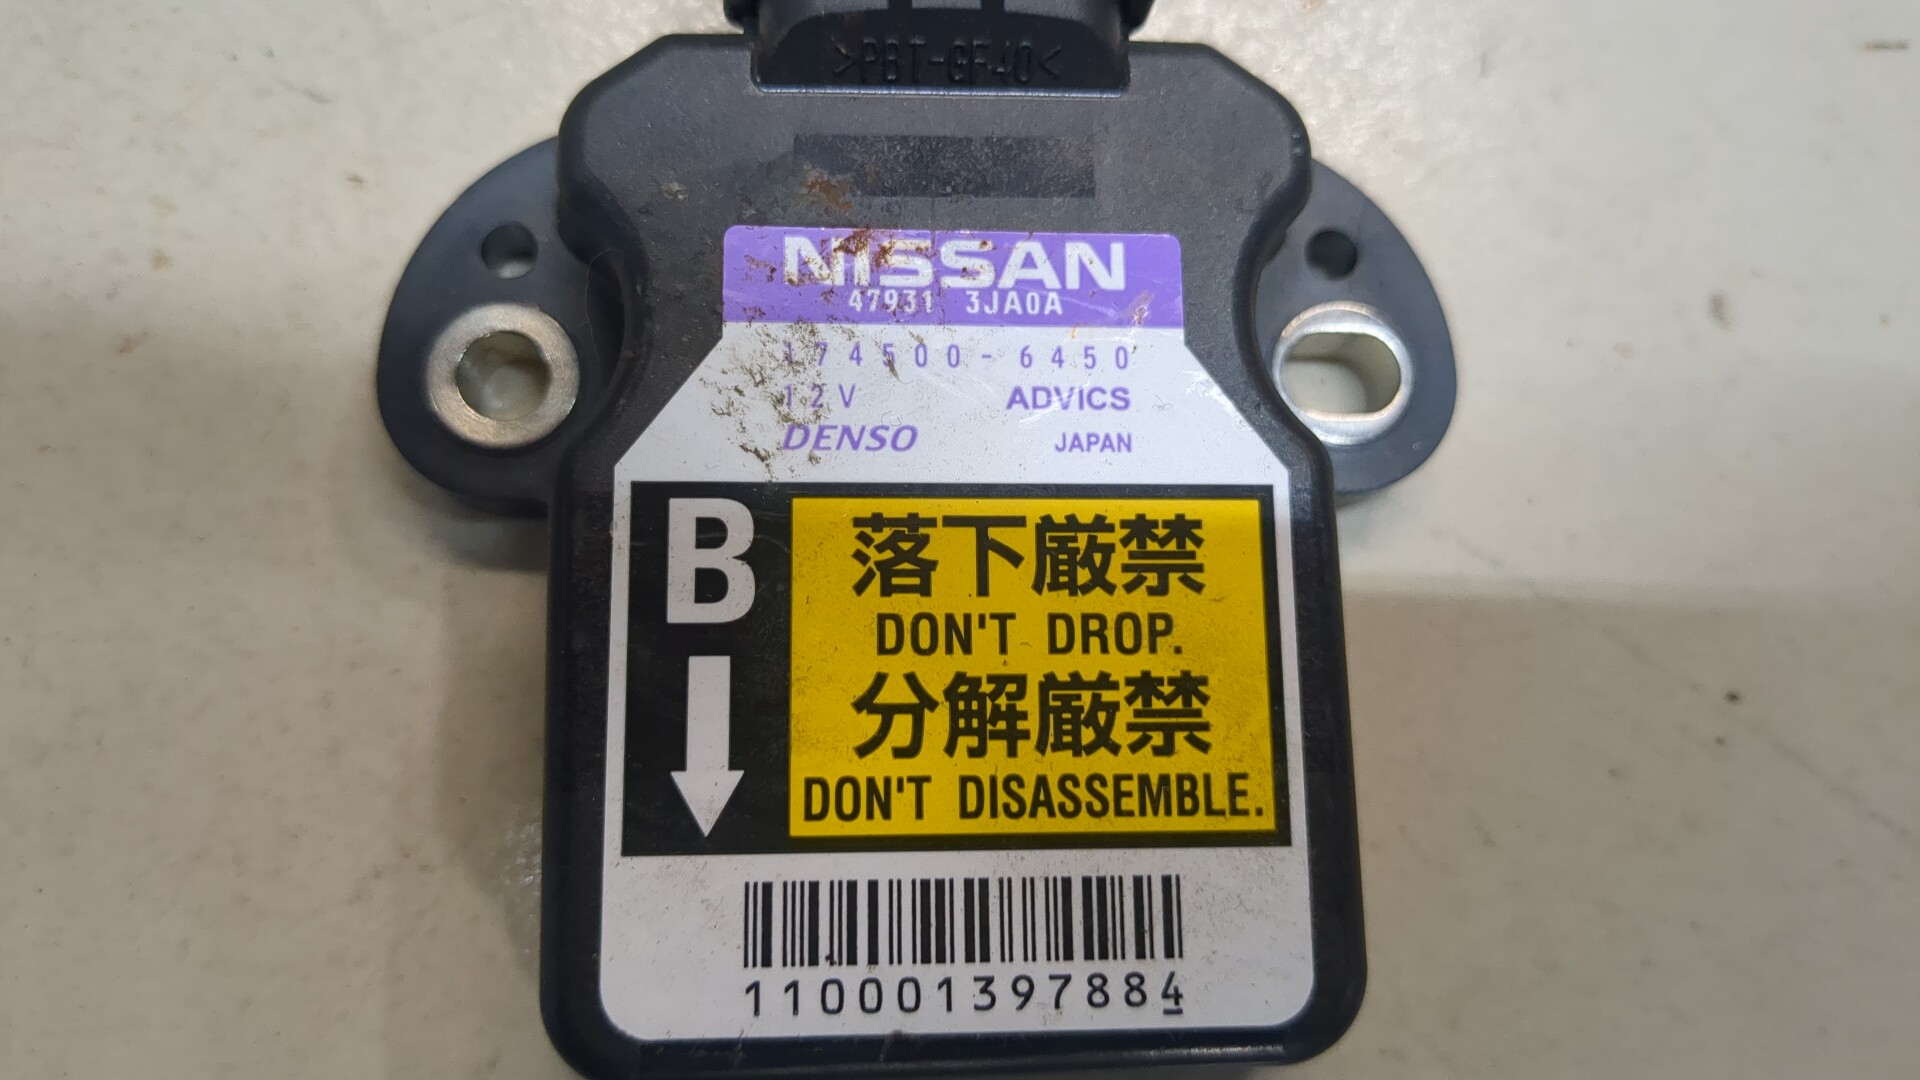 >PBT-GF40<
NISSAN
47931 3JA0A
174500-6450
12V ADVICS
DENSO JAPAN
B
落下厳禁
DON'T DROP.
分解厳禁
DON'T DISASSEMBLE.
110001397884